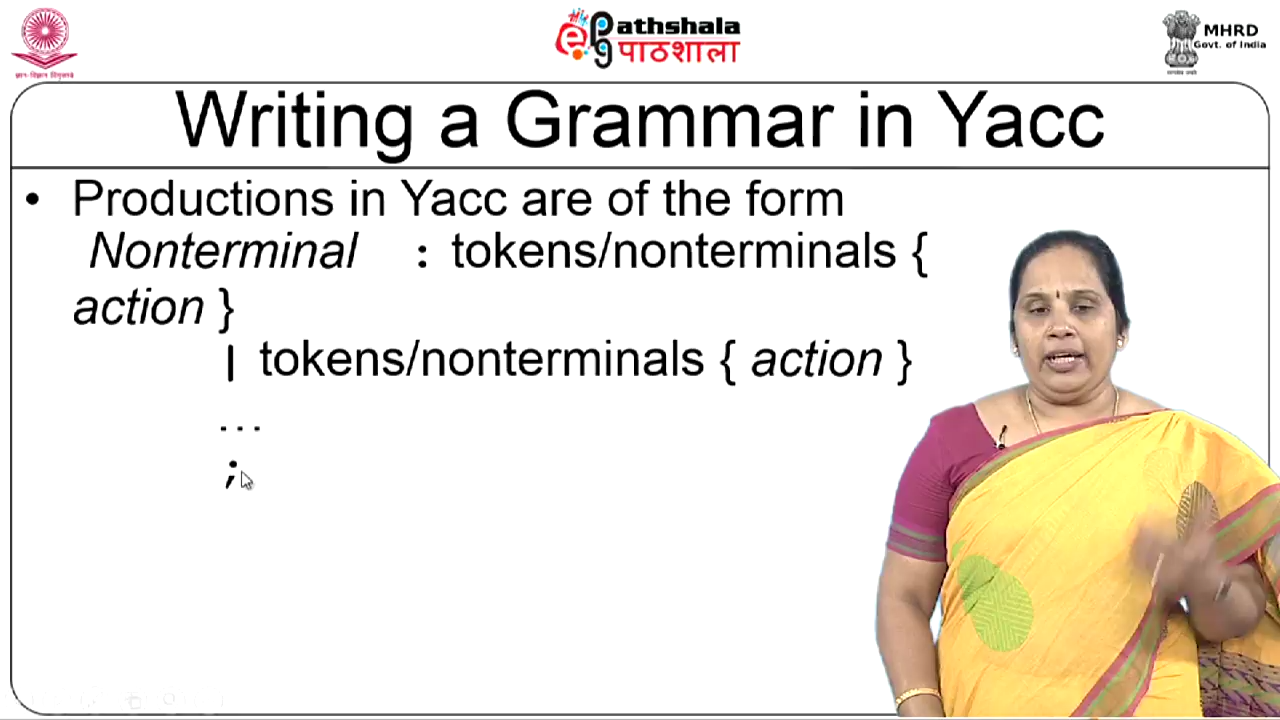 ePathshala
पाठशाला
MHRD
Govt. of India
Writing a Grammar in Yacc
• Productions in Yacc are of the form
Nonterminal : tokens/nonterminals {
action }
| tokens/nonterminals { action }
...
;